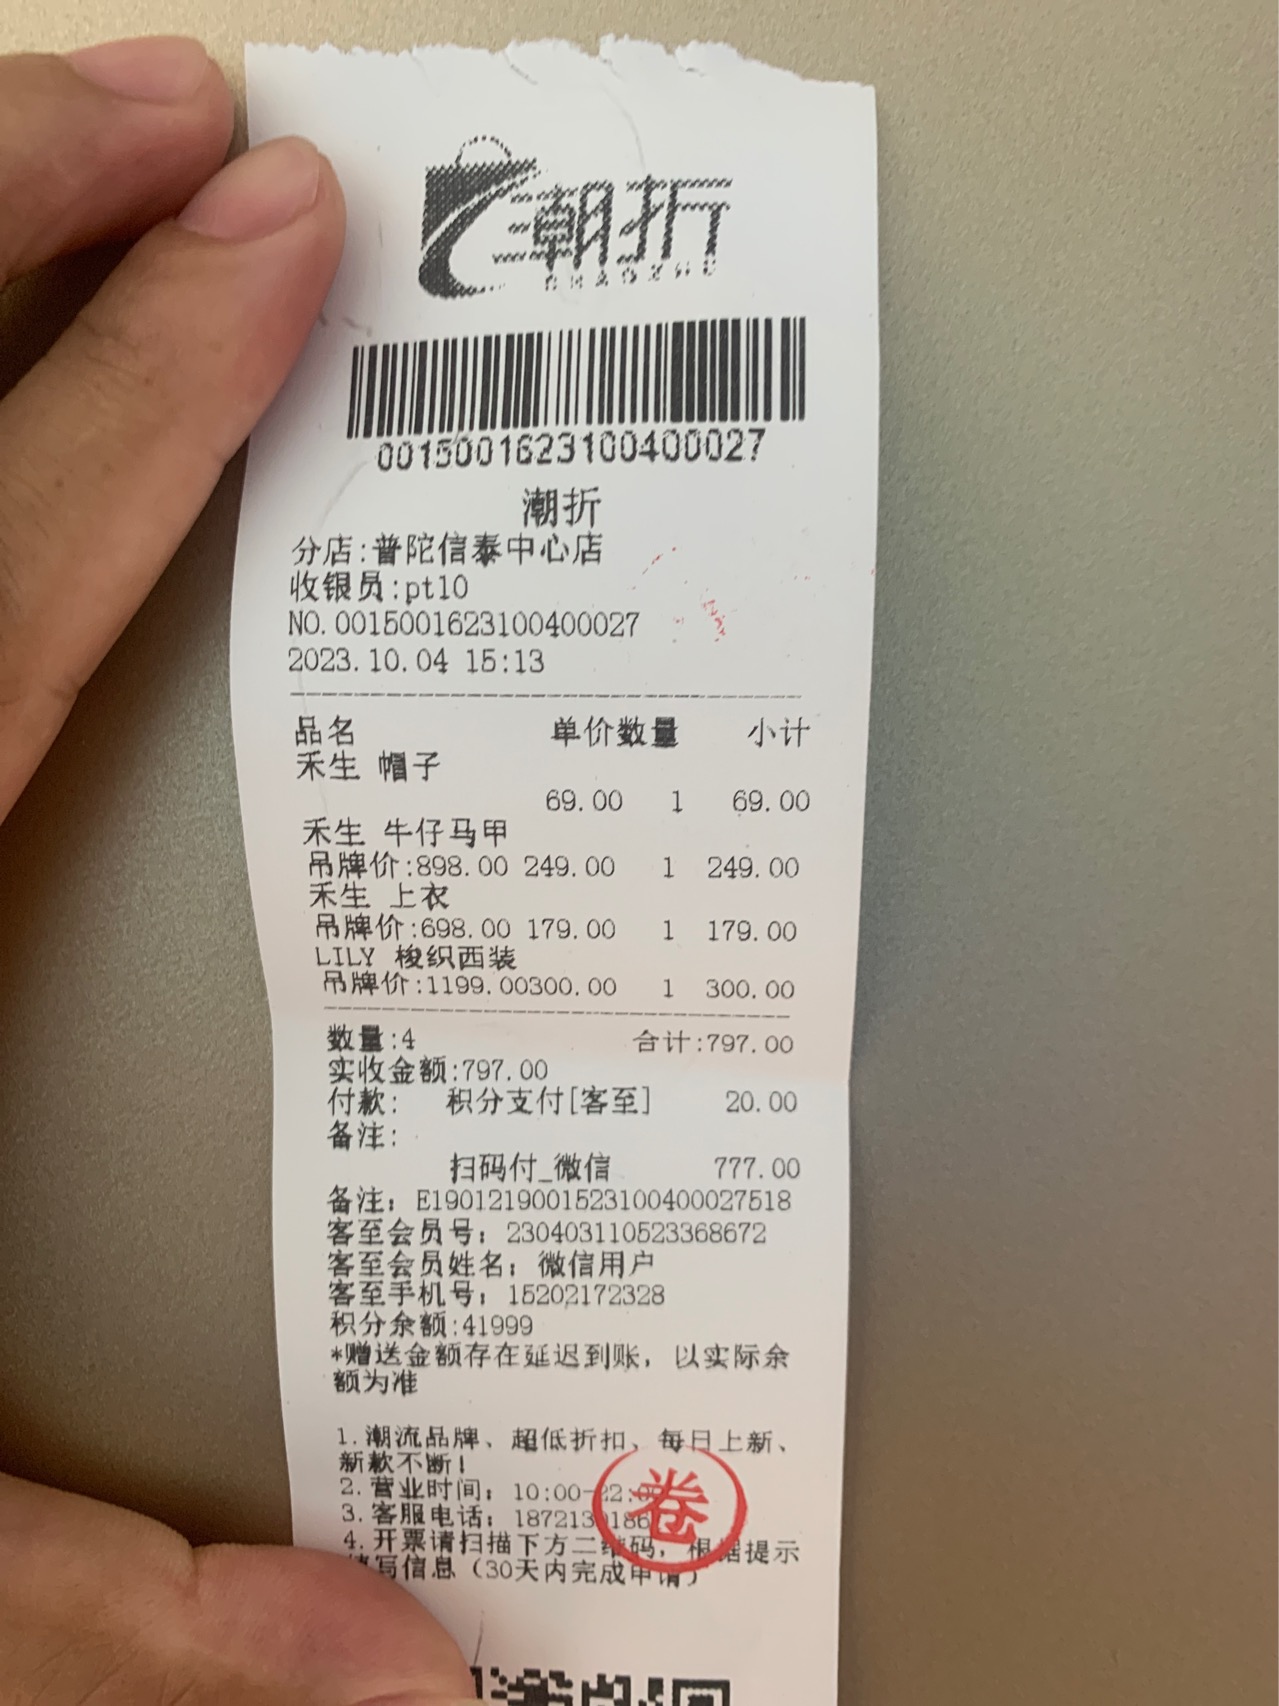 潮折
CHAOZHE
0015001623100400027
潮折
分店:普陀信泰中心店
收银员:pt10
NO.0015001623100400027
2023.10.04 15:13
品名 单价数量 小计
禾生 帽子
69.00 1 69.00
禾生 牛仔马甲
吊牌价:898.00 249.00 1 249.00
禾生 上衣
吊牌价:698.00 179.00 1 179.00
LILY 梭织西装
吊牌价:1199.00300.00 1 300.00
数量:4 合计:797.00
实收金额:797.00
付款: 积分支付[客至] 20.00
备注:
扫码付_微信 777.00
备注: E1901219001523100400027518
客至会员号: 230403110523368672
客至会员姓名: 微信用户
客至手机号: 15202172328
积分余额:41999
*赠送金额存在延迟到账, 以实际余
额为准
1.潮流品牌、超低折扣、每日上新、
新款不断!
2.营业时间: 10:00-22:0
3.客服电话: 1872130186
卷
4.开票请扫描下方二维码, 根据提示
写信息 (30天内完成申请)